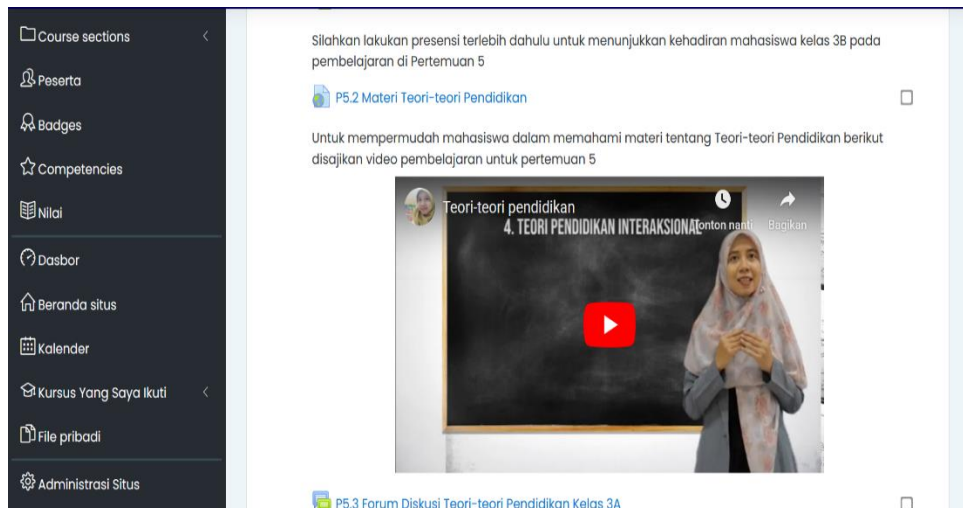 Course sections
Peserta
Badges
Competencies
Nilai
Dasbor
Beranda situs
Kalender
Kursus Yang Saya Ikuti
File pribadi
Administrasi Situs
Silahkan lakukan presensi terlebih dahulu untuk menunjukkan kehadiran mahasiswa kelas 3B pada
pembelajaran di Pertemuan 5
P5.2 Materi Teori-teori Pendidikan
Untuk mempermudah mahasiswa dalam memahami materi tentang Teori-teori Pendidikan berikut
disajikan video pembelajaran untuk pertemuan 5
Teori-teori pendidikan
4. TEORI PENDIDIKAN INTERAKSIONAL
Tonton nanti
Bagikan
P5.3 Forum Diskusi Teori-teori Pendidikan Kelas 3A